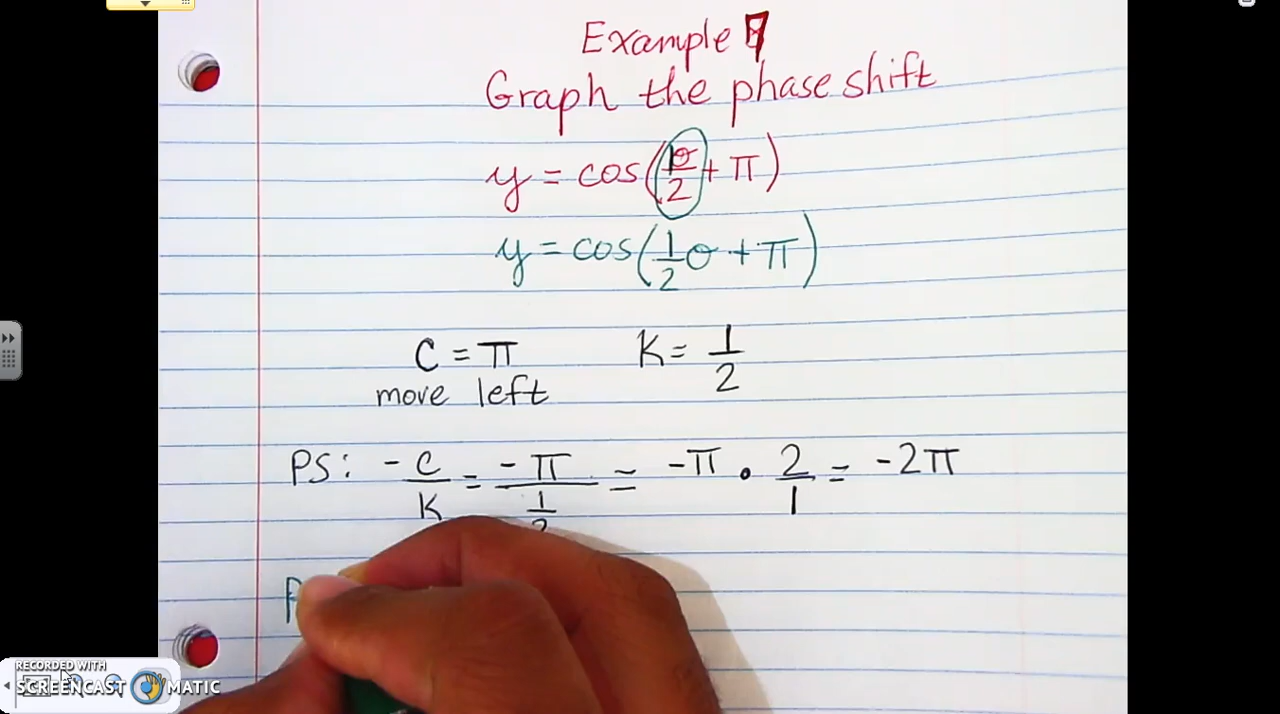 Example 7
Graph the phase shift
y = cos(θ/2 + π)
y = cos(1/2 θ + π)
C = π K = 1/2
move left
PS: -C/K = -π/(1/2) = -π • 2/1 = -2π
P
RECORDED WITH
SCREENCAST MATIC